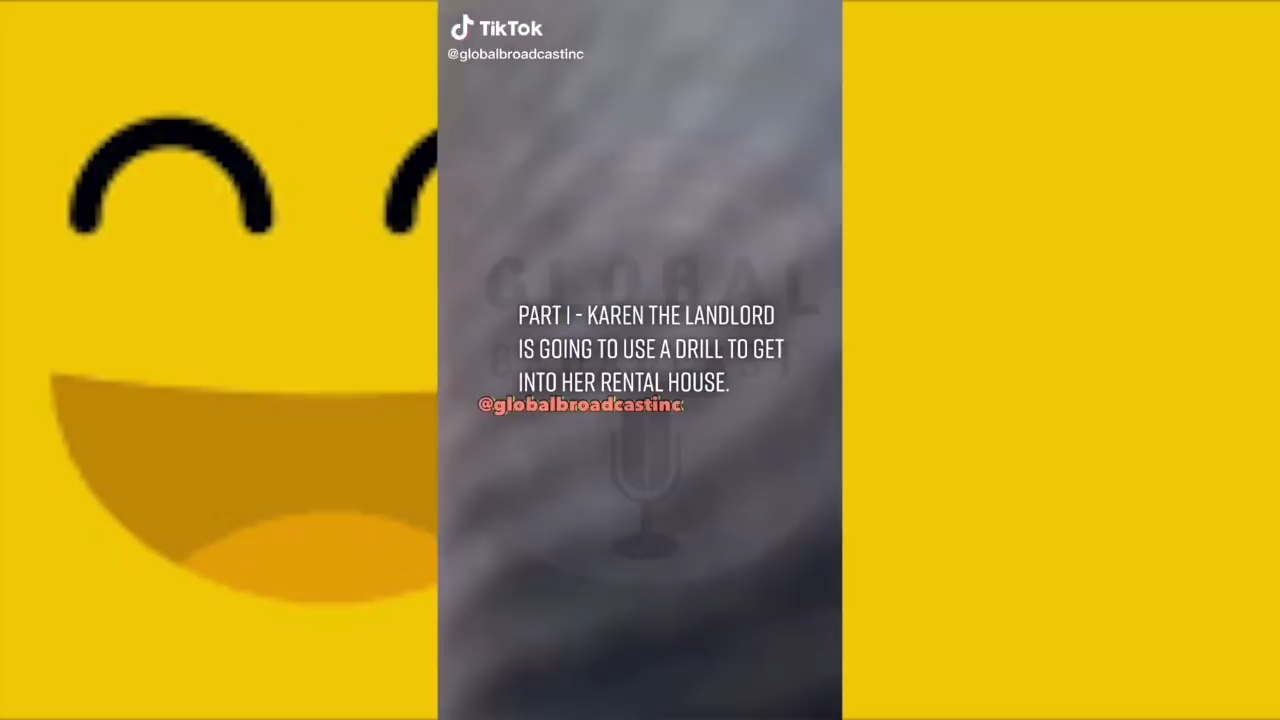 TikTok
@globalbroadcastinc
GLOBAL
PART 1 - KAREN THE LANDLORD
IS GOING TO USE A DRILL TO GET
INTO HER RENTAL HOUSE.
@globalbroadcastinc